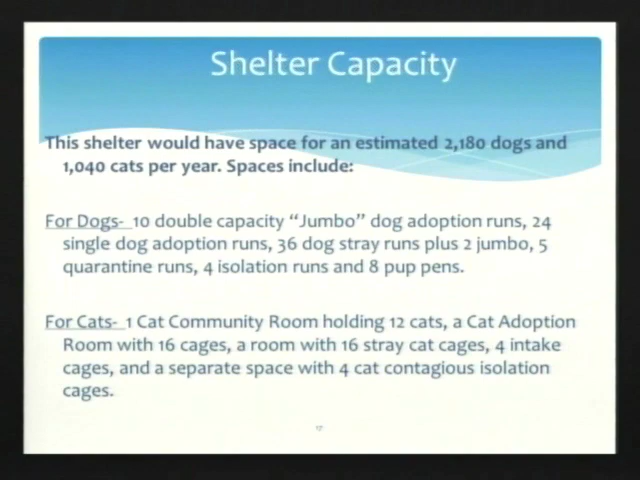 Shelter Capacity
This shelter would have space for an estimated 2,180 dogs and
1,040 cats per year. Spaces include:
For Dogs- 10 double capacity “Jumbo” dog adoption runs, 24
single dog adoption runs, 36 dog stray runs plus 2 jumbo, 5
quarantine runs, 4 isolation runs and 8 pup pens.
For Cats- 1 Cat Community Room holding 12 cats, a Cat Adoption
Room with 16 cages, a room with 16 stray cat cages, 4 intake
cages, and a separate space with 4 cat contagious isolation
cages.